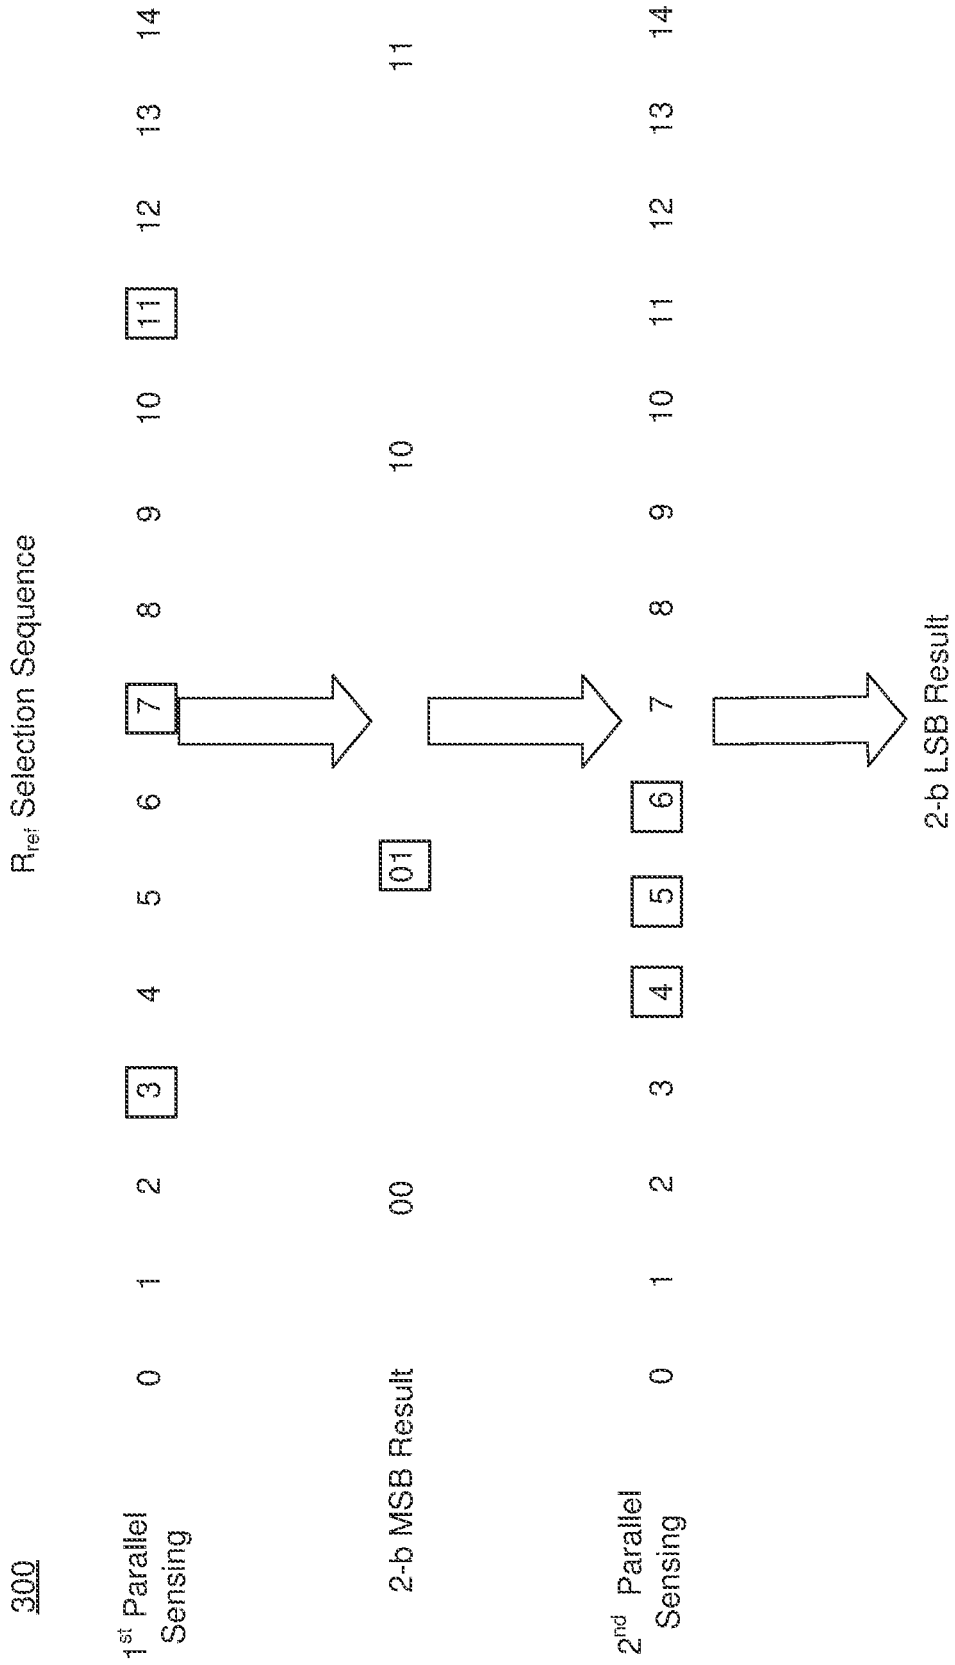 300
R_ref Selection Sequence
1st Parallel Sensing 0 1 2 3 4 5 6 7 8 9 10 11 12 13 14
2-b MSB Result 00 01 10 11
2nd Parallel Sensing 0 1 2 3 4 5 6 7 8 9 10 11 12 13 14
2-b LSB Result